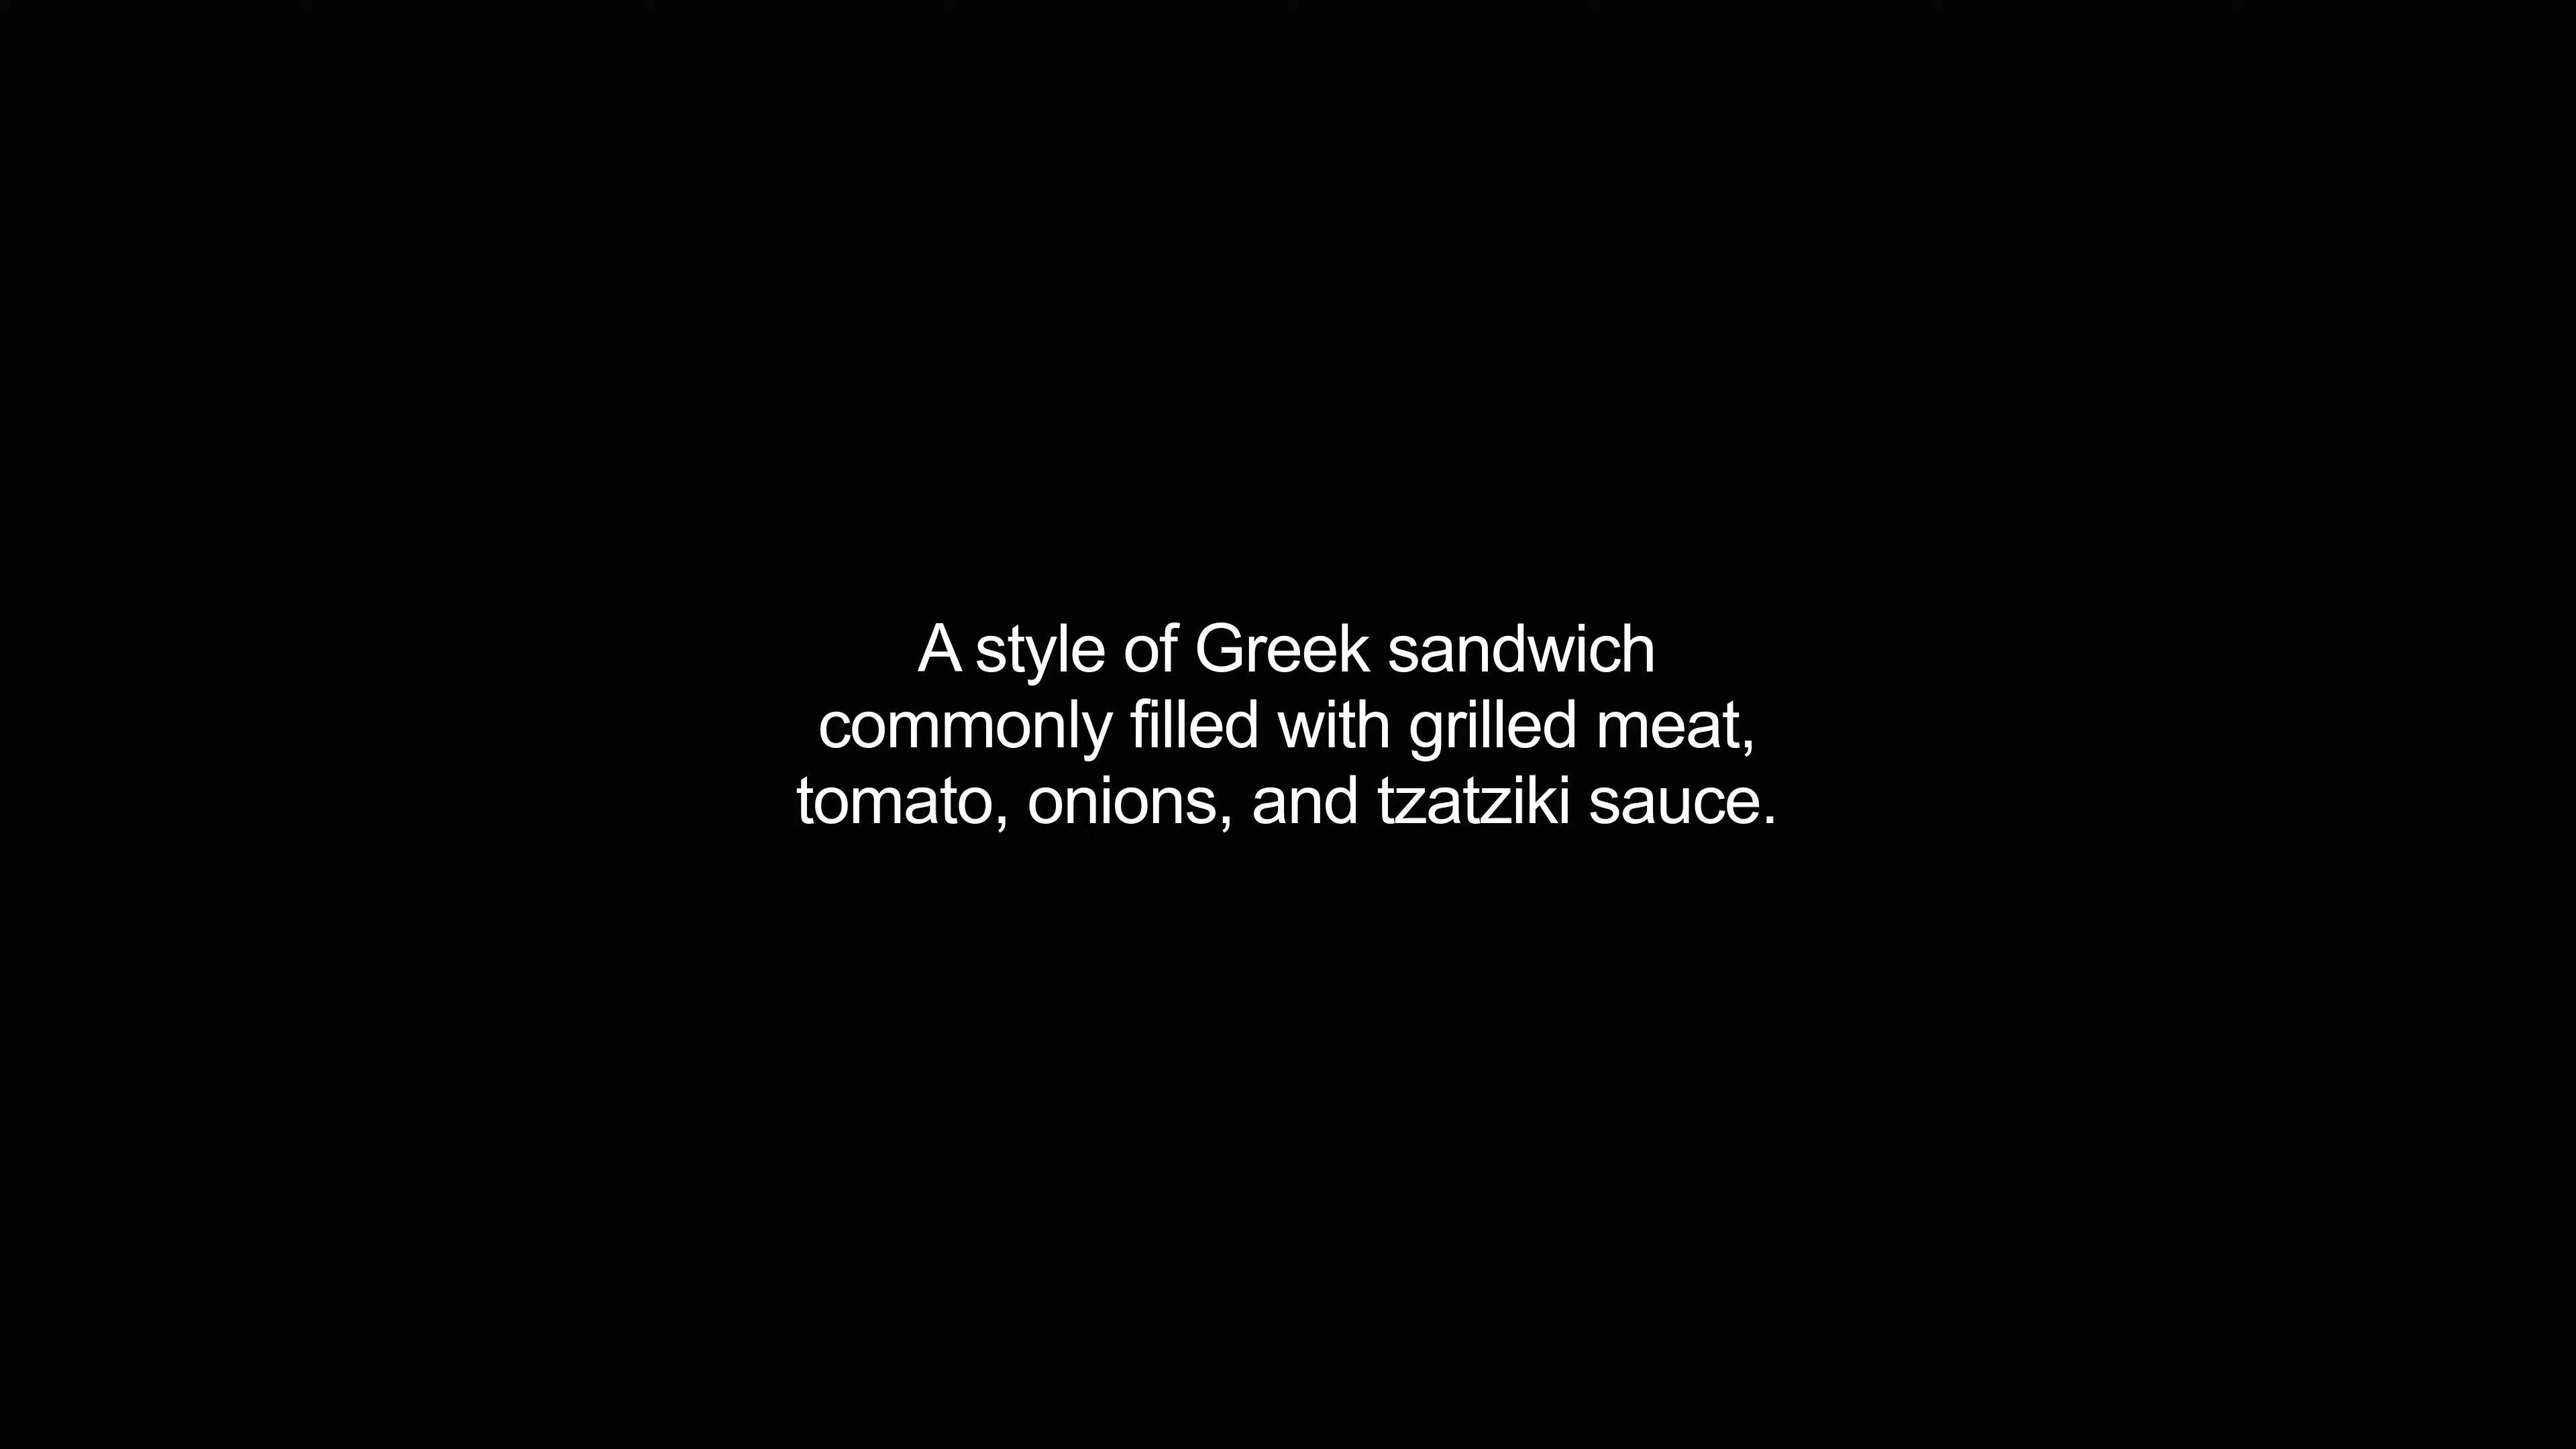 A style of Greek sandwich
commonly filled with grilled meat,
tomato, onions, and tzatziki sauce.